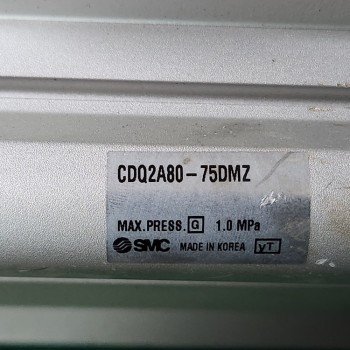 CDQ2A80-75DMZ
MAX.PRESS. G 1.0 MPa
SMC MADE IN KOREA yT